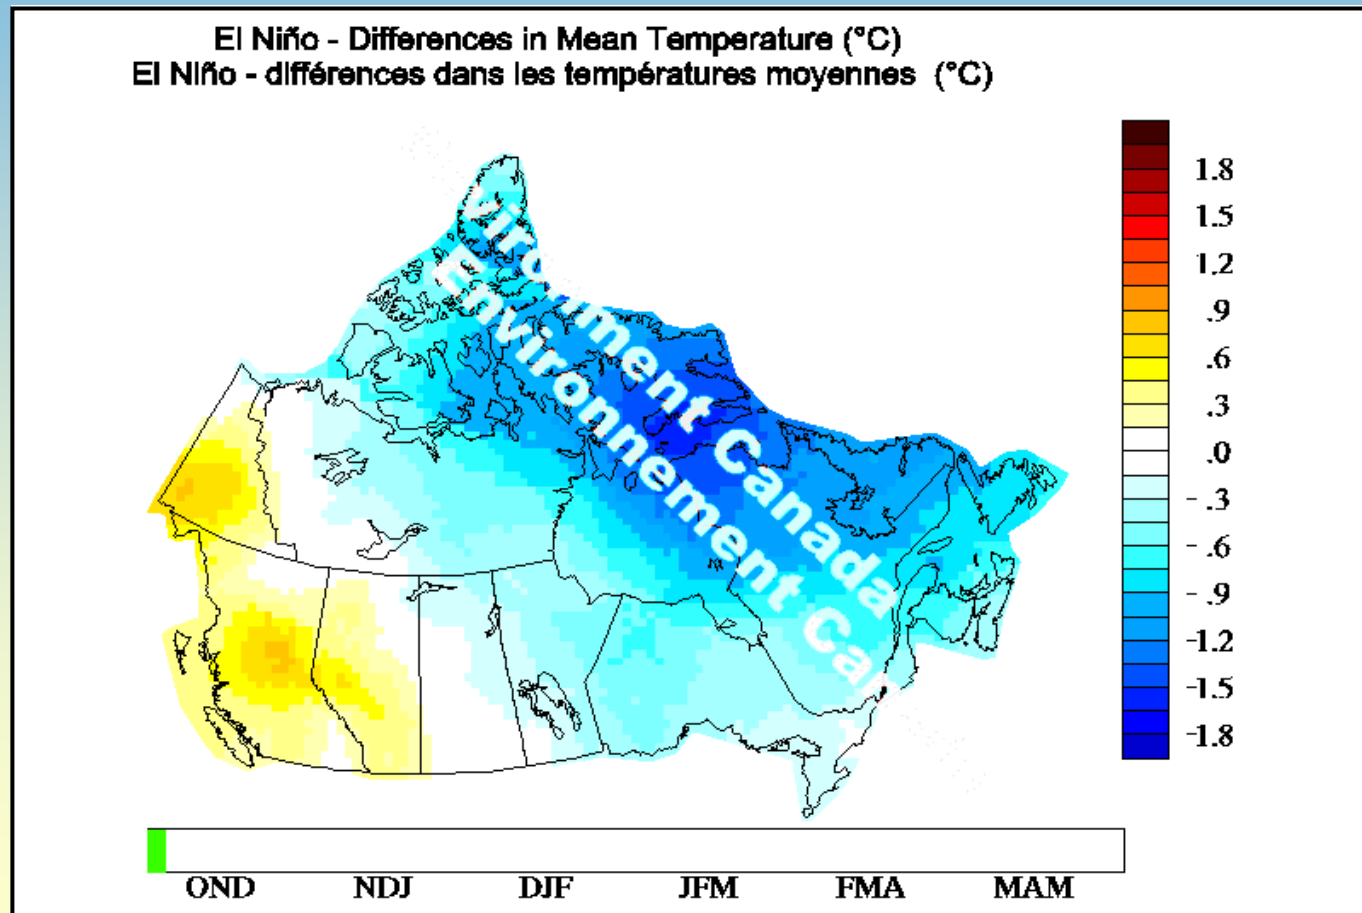 El Niño - Differences in Mean Temperature (°C)
El Niño - différences dans les températures moyennes (°C)
vironment Canada
Environnement Ca
1.8
1.5
1.2
.9
.6
.3
.0
-.3
-.6
-.9
-1.2
-1.5
-1.8
OND NDJ DJF JFM FMA MAM